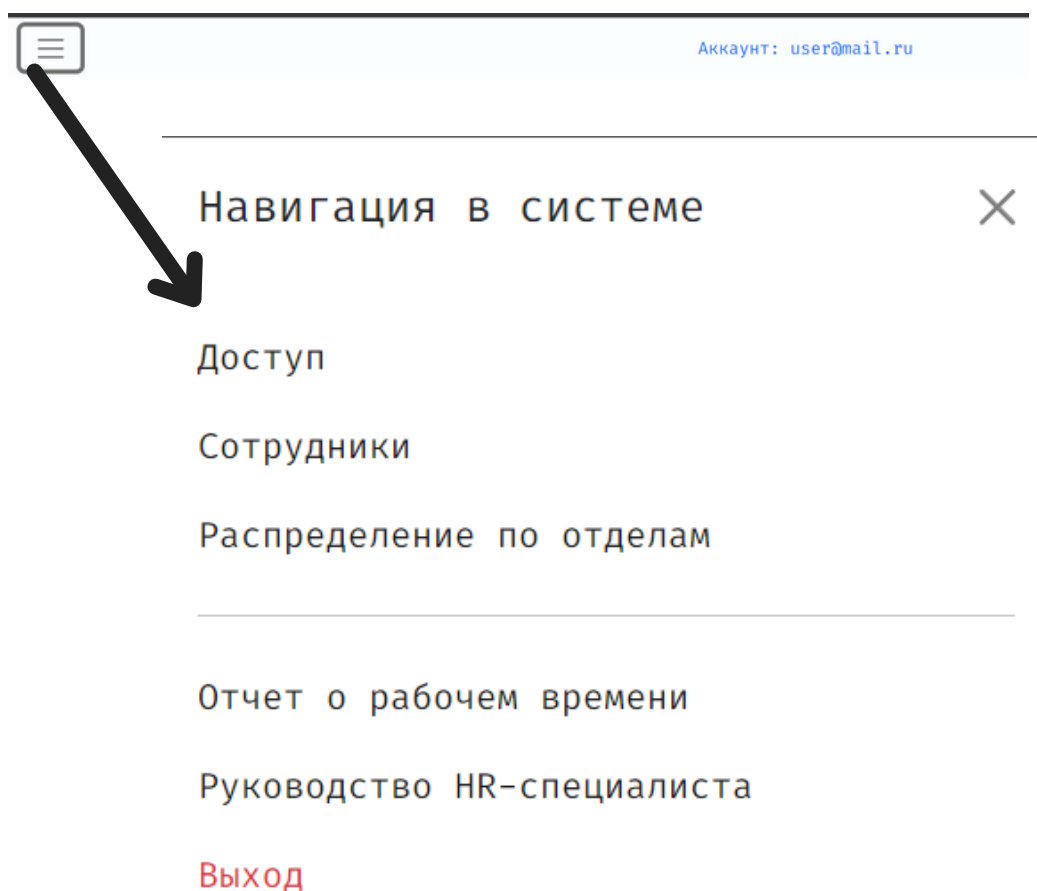 Аккаунт: user@mail.ru
Навигация в системе
Доступ
Сотрудники
Распределение по отделам
Отчет о рабочем времени
Руководство HR-специалиста
Выход